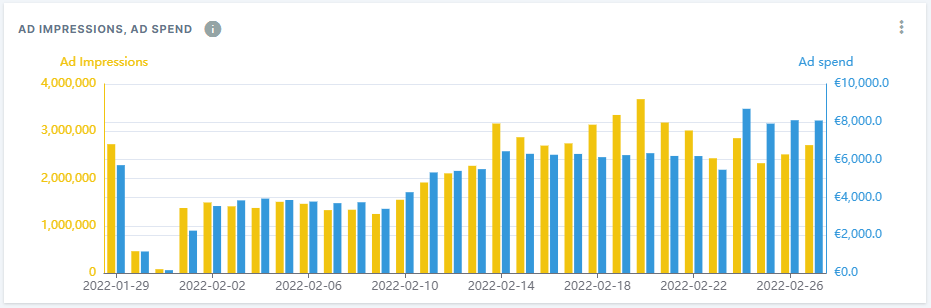 AD IMPRESSIONS, AD SPEND i
Ad Impressions Ad spend
4,000,000 €10,000.0
3,000,000 €8,000.0
2,000,000 €6,000.0
1,000,000 €4,000.0
0 €2,000.0
€0.0
2022-01-29 2022-02-02 2022-02-06 2022-02-10 2022-02-14 2022-02-18 2022-02-22 2022-02-26